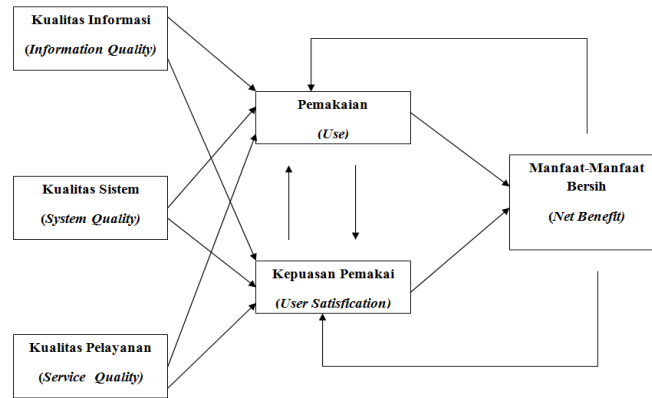 Kualitas Informasi
(Information Quality)
Pemakaian
(Use)
Kualitas Sistem
(System Quality)
Manfaat-Manfaat
Bersih
(Net Benefit)
Kepuasan Pemakai
(User Satisfication)
Kualitas Pelayanan
(Service Quality)